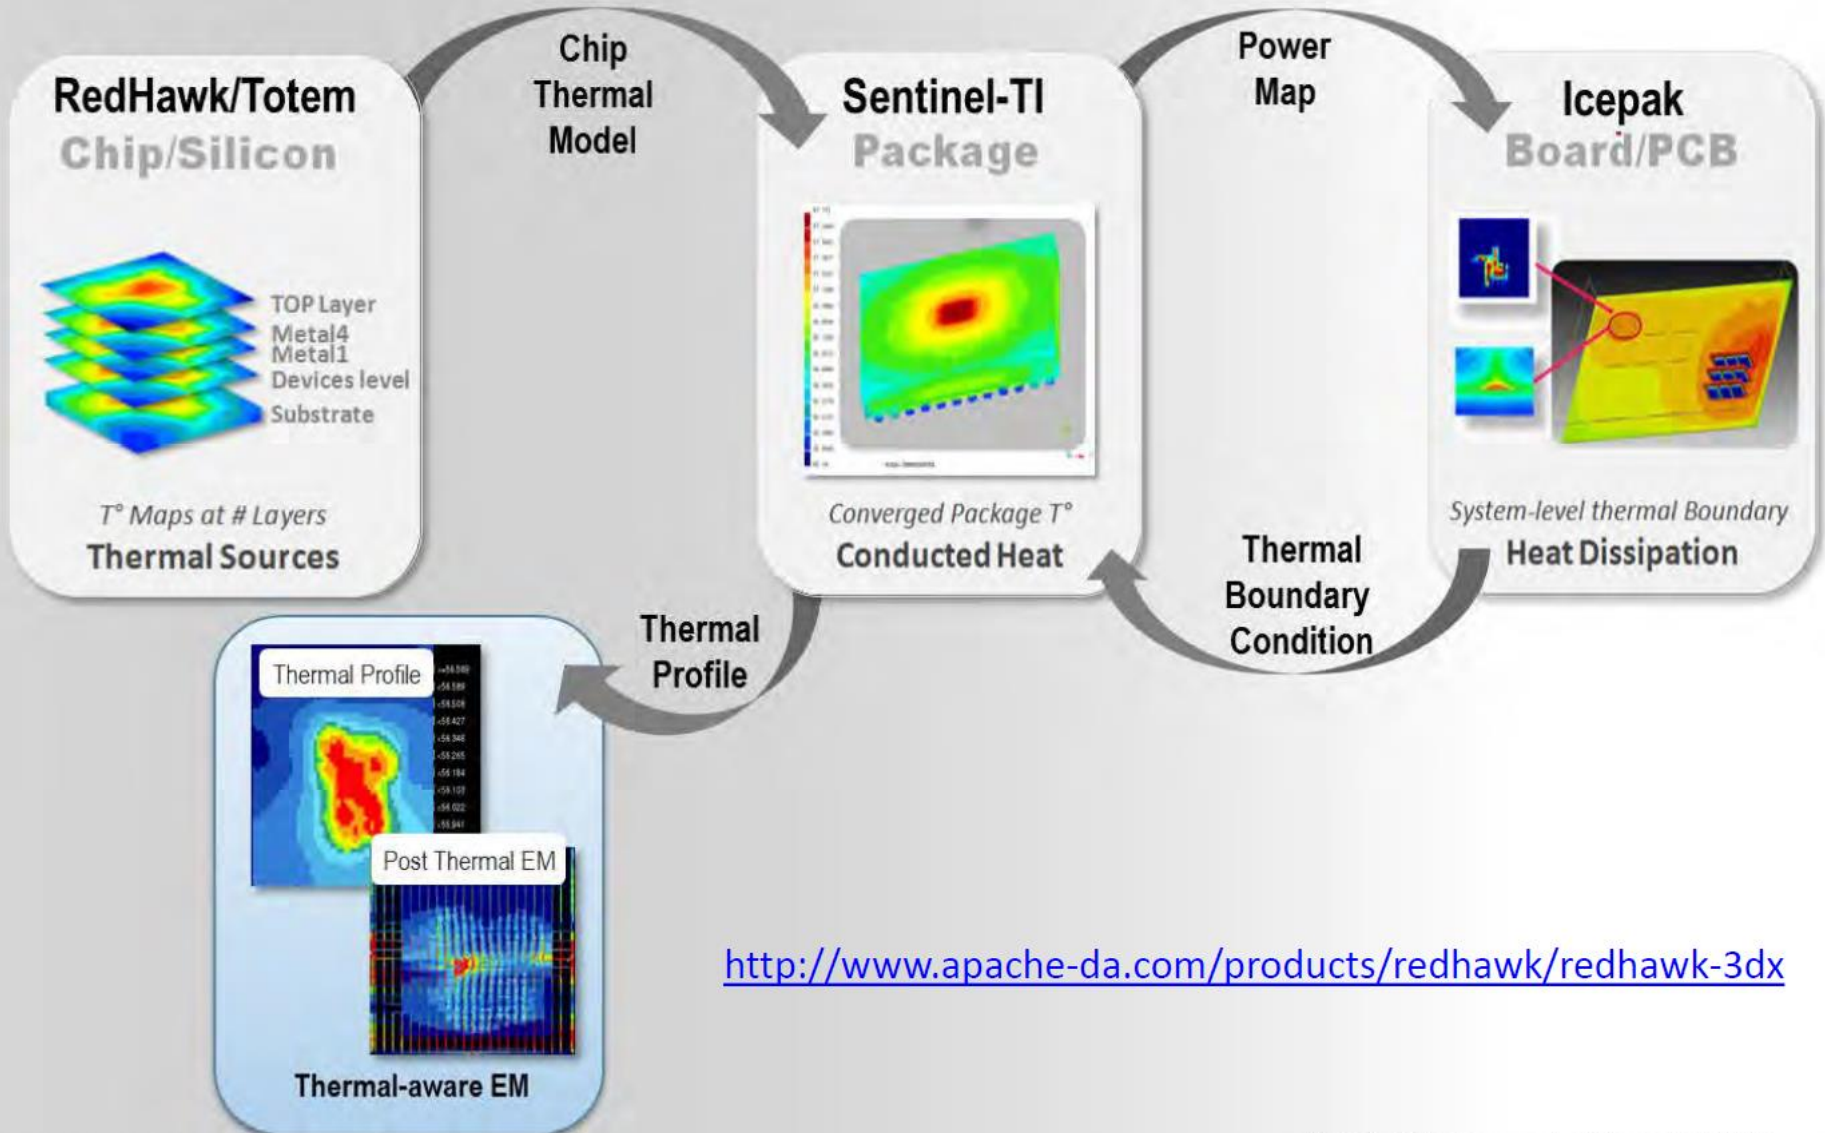 RedHawk/Totem
Chip/Silicon
TOP Layer
Metal4
Metal1
Devices level
Substrate
T° Maps at # Layers
Thermal Sources
Chip
Thermal
Model
Sentinel-TI
Package
Converged Package T°
Conducted Heat
Power
Map
Icepak
Board/PCB
System-level thermal Boundary
Heat Dissipation
Thermal
Boundary
Condition
Thermal
Profile
Thermal Profile
Post Thermal EM
Thermal-aware EM
http://www.apache-da.com/products/redhawk/redhawk-3dx